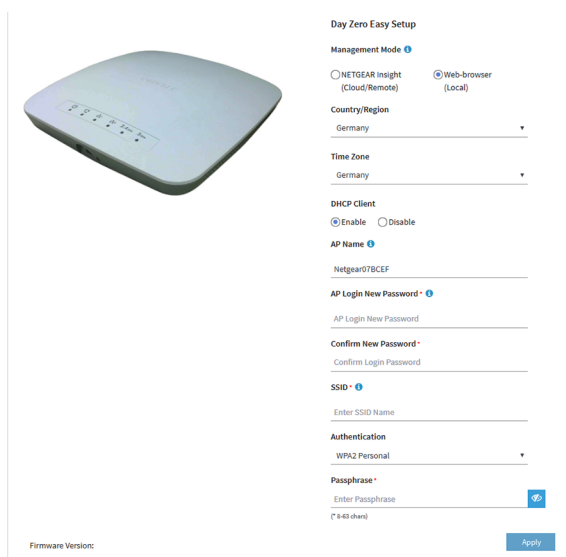 Day Zero Easy Setup
Management Mode
NETGEAR Insight
(Cloud/Remote)
Web-browser
(Local)
Country/Region
Germany
Time Zone
Germany
DHCP Client
Enable Disable
AP Name
Netgear07BCEF
AP Login New Password *
AP Login New Password
Confirm New Password *
Confirm Login Password
SSID *
Enter SSID Name
Authentication
WPA2 Personal
Passphrase *
Enter Passphrase
(* 8-63 chars)
Firmware Version:
Apply